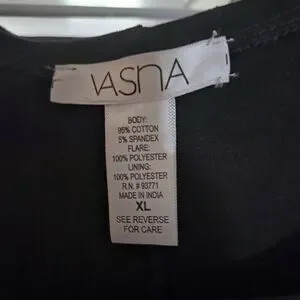 VASNA
BODY:
95% COTTON
5% SPANDEX
FLARE:
100% POLYESTER
LINING:
100% POLYESTER
R.N. # 93771
MADE IN INDIA
XL
SEE REVERSE
FOR CARE